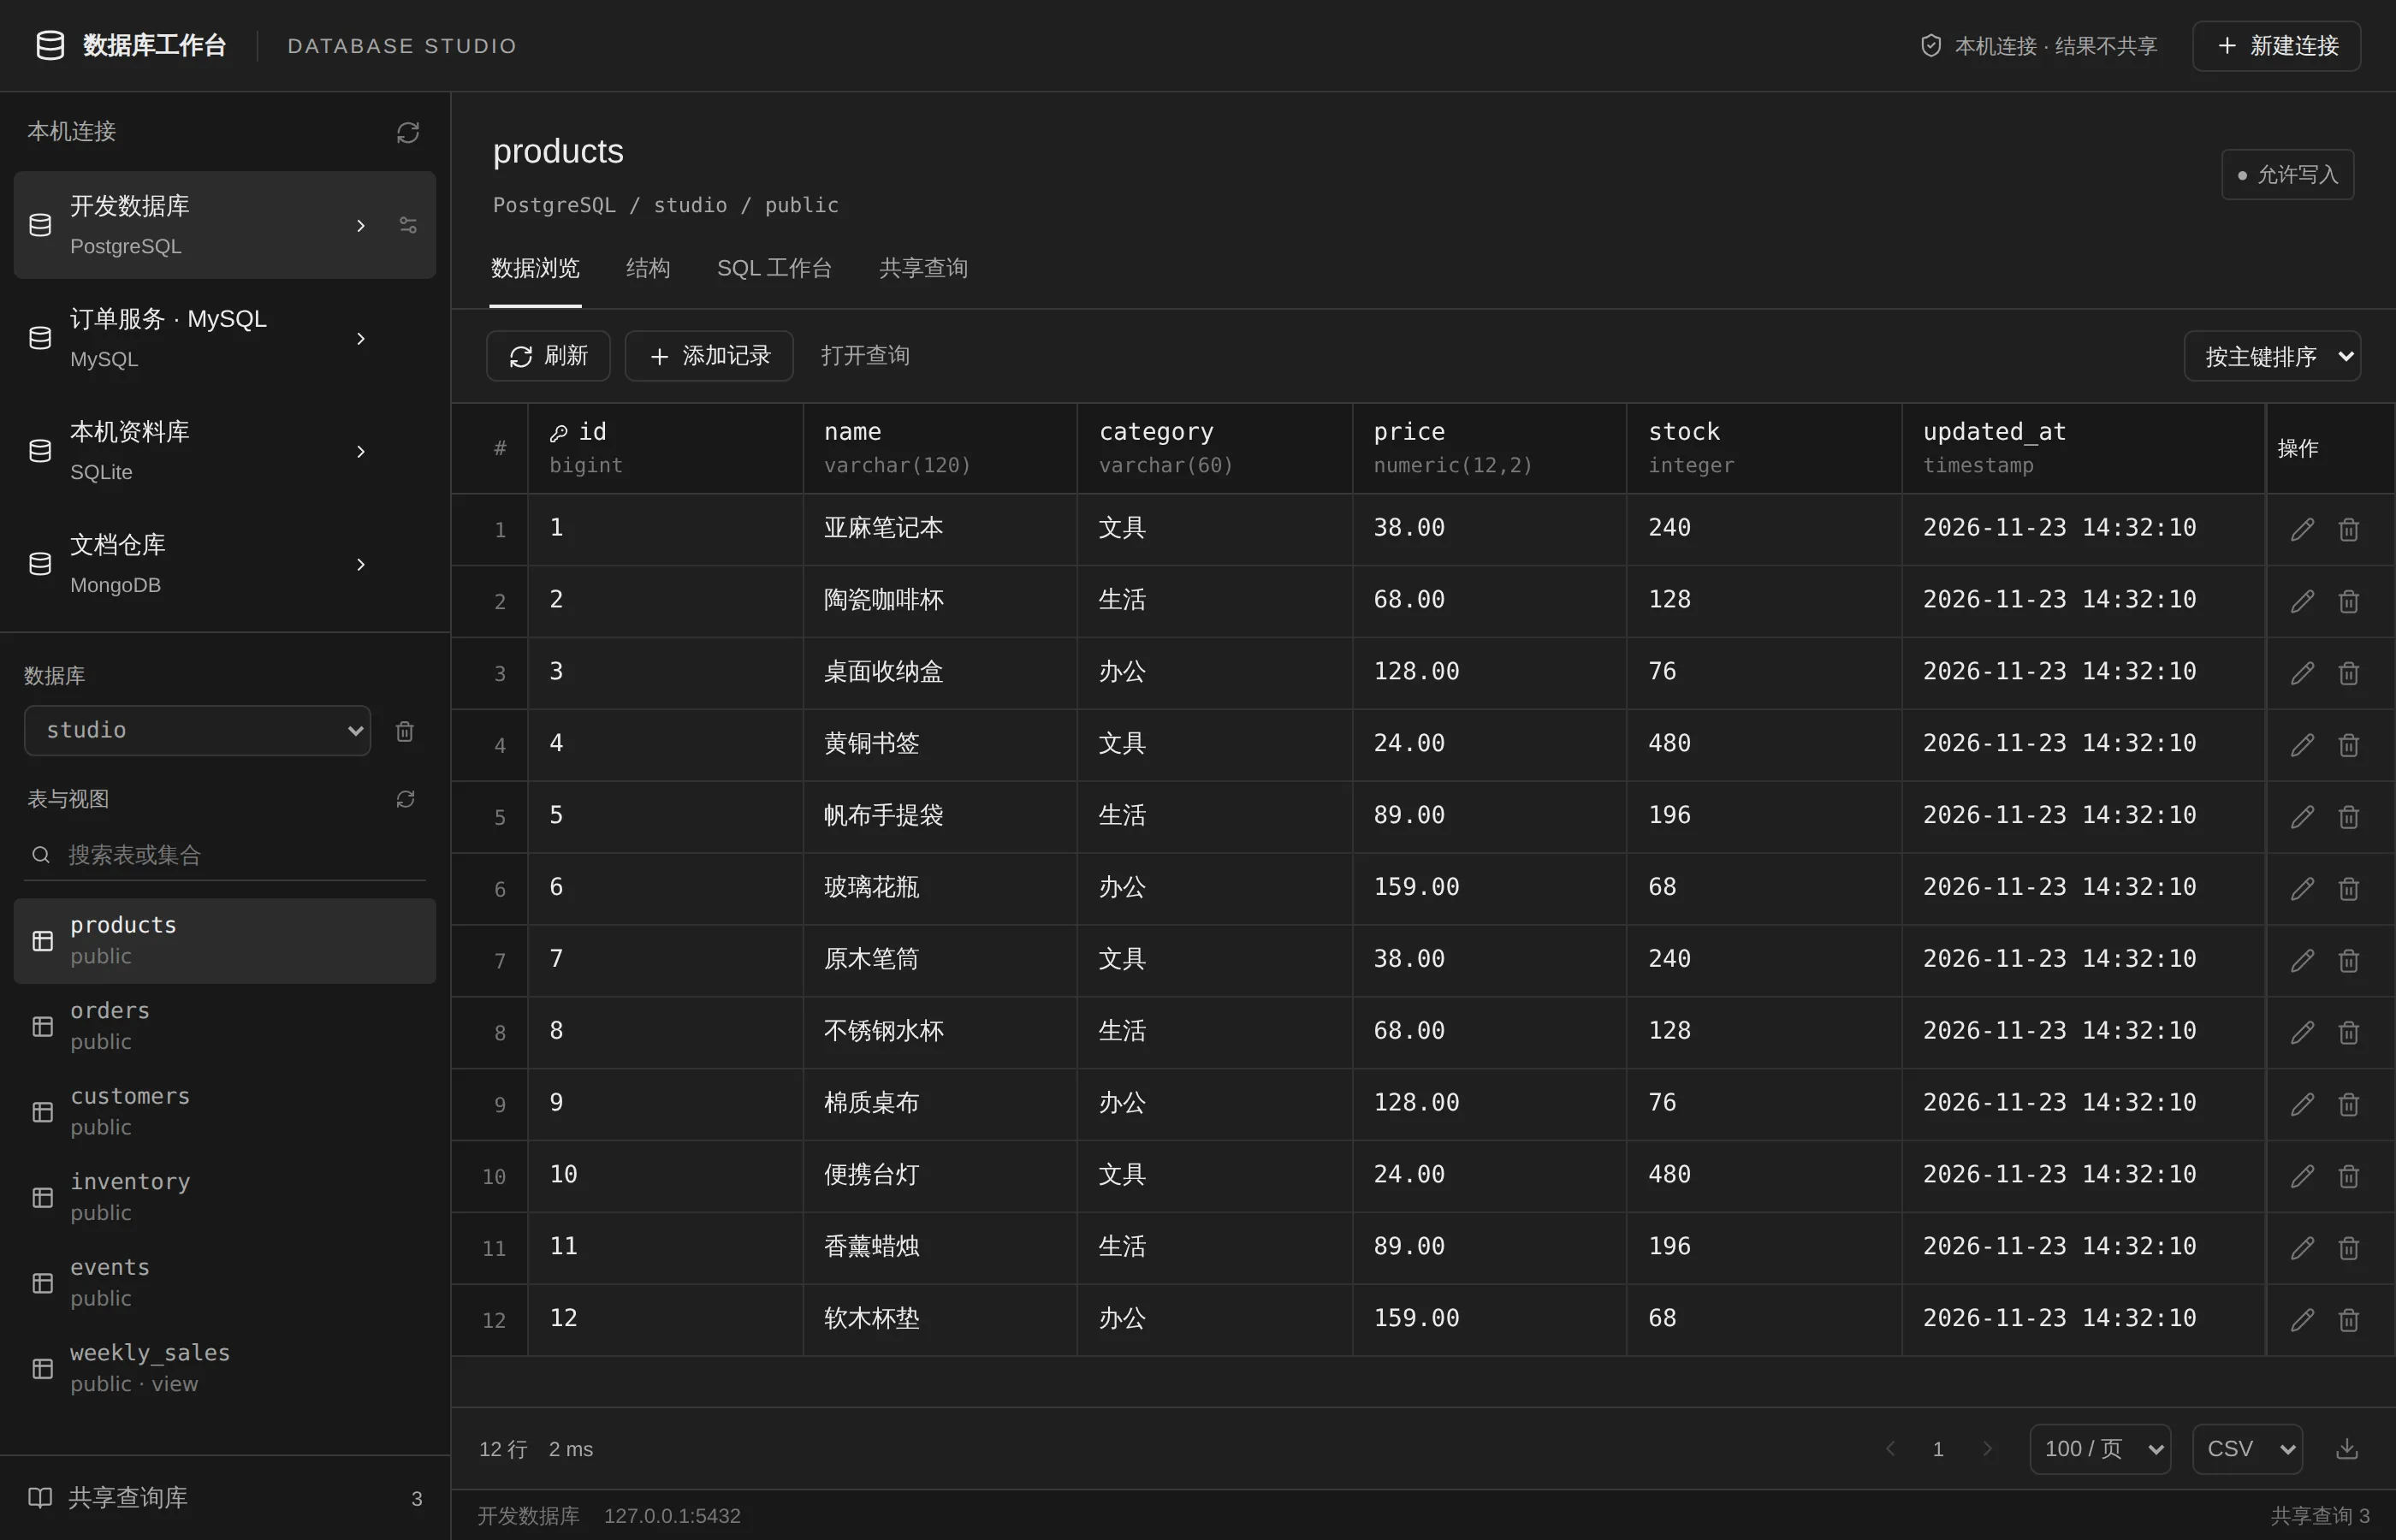 数据库工作台 DATABASE STUDIO 本机连接 · 结果不共享 新建连接
本机连接
开发数据库
PostgreSQL
订单服务 · MySQL
MySQL
本机资料库
SQLite
文档仓库
MongoDB
数据库
studio
表与视图
搜索表或集合
products
public
orders
public
customers
public
inventory
public
events
public
weekly_sales
public · view
共享查询库 3
products
PostgreSQL / studio / public
允许写入
数据浏览 结构 SQL 工作台 共享查询
刷新 添加记录 打开查询 按主键排序
# id name category price stock updated_at 操作
bigint varchar(120) varchar(60) numeric(12,2) integer timestamp
1 1 亚麻笔记本 文具 38.00 240 2026-11-23 14:32:10
2 2 陶瓷咖啡杯 生活 68.00 128 2026-11-23 14:32:10
3 3 桌面收纳盒 办公 128.00 76 2026-11-23 14:32:10
4 4 黄铜书签 文具 24.00 480 2026-11-23 14:32:10
5 5 帆布手提袋 生活 89.00 196 2026-11-23 14:32:10
6 6 玻璃花瓶 办公 159.00 68 2026-11-23 14:32:10
7 7 原木笔筒 文具 38.00 240 2026-11-23 14:32:10
8 8 不锈钢水杯 生活 68.00 128 2026-11-23 14:32:10
9 9 棉质桌布 办公 128.00 76 2026-11-23 14:32:10
10 10 便携台灯 文具 24.00 480 2026-11-23 14:32:10
11 11 香薰蜡烛 生活 89.00 196 2026-11-23 14:32:10
12 12 软木杯垫 办公 159.00 68 2026-11-23 14:32:10
12 行 2 ms 1 100 / 页 CSV
开发数据库 127.0.0.1:5432 共享查询 3